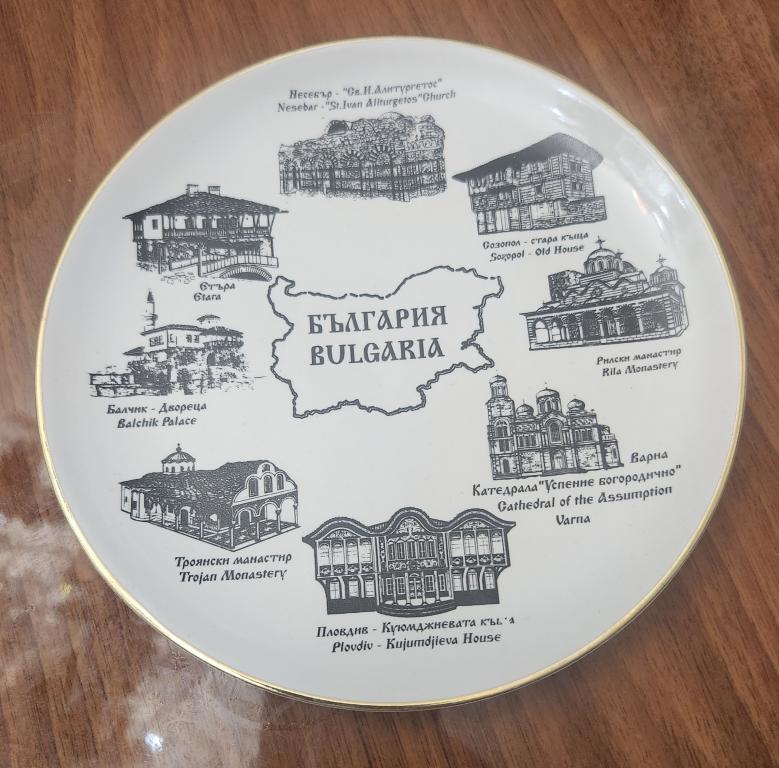 Несебър - "Св.И.Алитургетос"
Nesebar - "St.Ivan Aliturgetos"Church
Созопол - стара къща
Sozopol - Old House
Етъра
Etara
БЪЛГАРИЯ
BULGARIA
Рилски манастир
Rila Monastery
Балчик - Двореца
Balchik Palace
Варна
Катедрала"Успение богородично"
Cathedral of the Assumption
Varna
Троянски манастир
Trojan Monastery
Пловдив - Куюмджиевата
Plovdiv - Kujumdjieva House